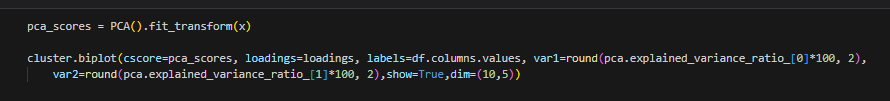 pca_scores = PCA().fit_transform(x)
cluster.biplot(cscore=pca_scores, loadings=loadings, labels=df.columns.values, var1=round(pca.explained_variance_ratio_[0]*100, 2),
var2=round(pca.explained_variance_ratio_[1]*100, 2),show=True,dim=(10,5))